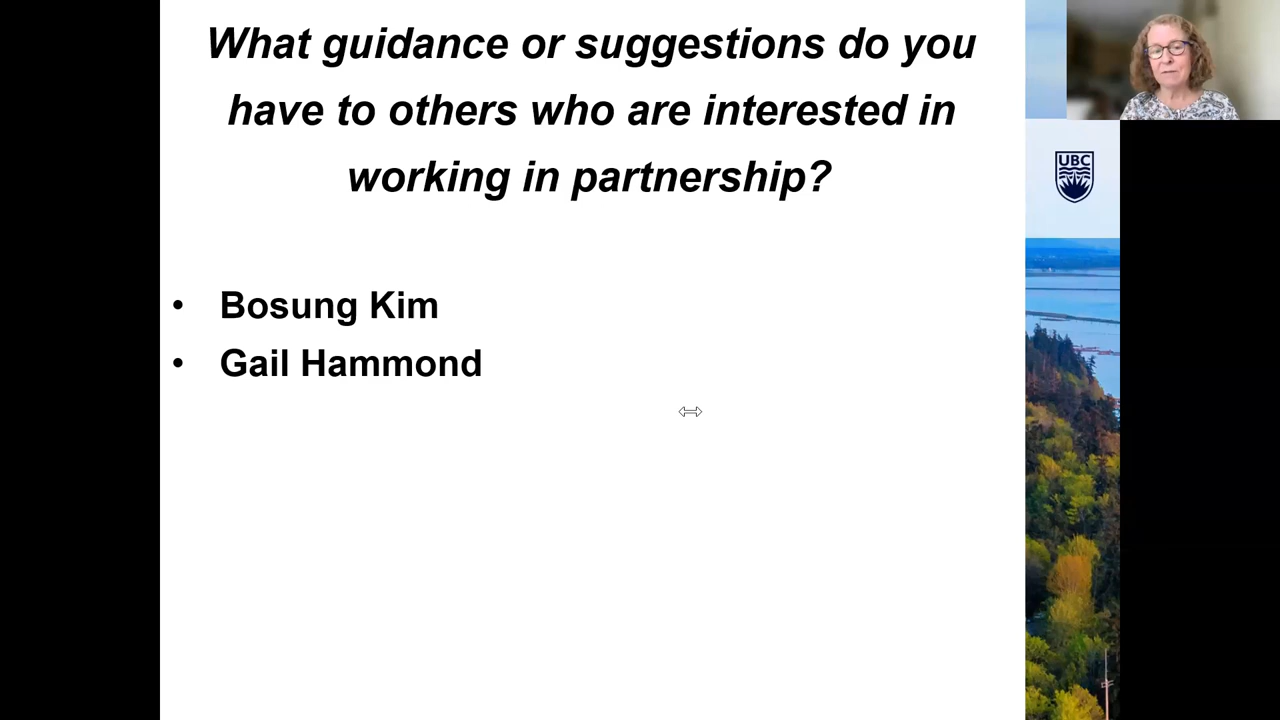 What guidance or suggestions do you
have to others who are interested in
working in partnership?
• Bosung Kim
• Gail Hammond
UBC